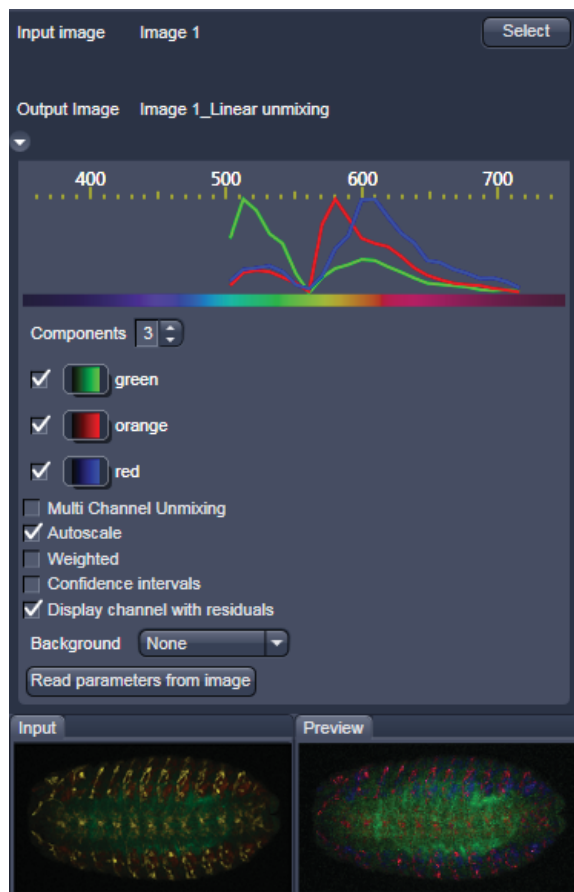 Input image Image 1 Select
Output Image Image 1_Linear unmixing
400 500 600 700
Components 3
green
orange
red
Multi Channel Unmixing
Autoscale
Weighted
Confidence intervals
Display channel with residuals
Background None
Read parameters from image
Input Preview